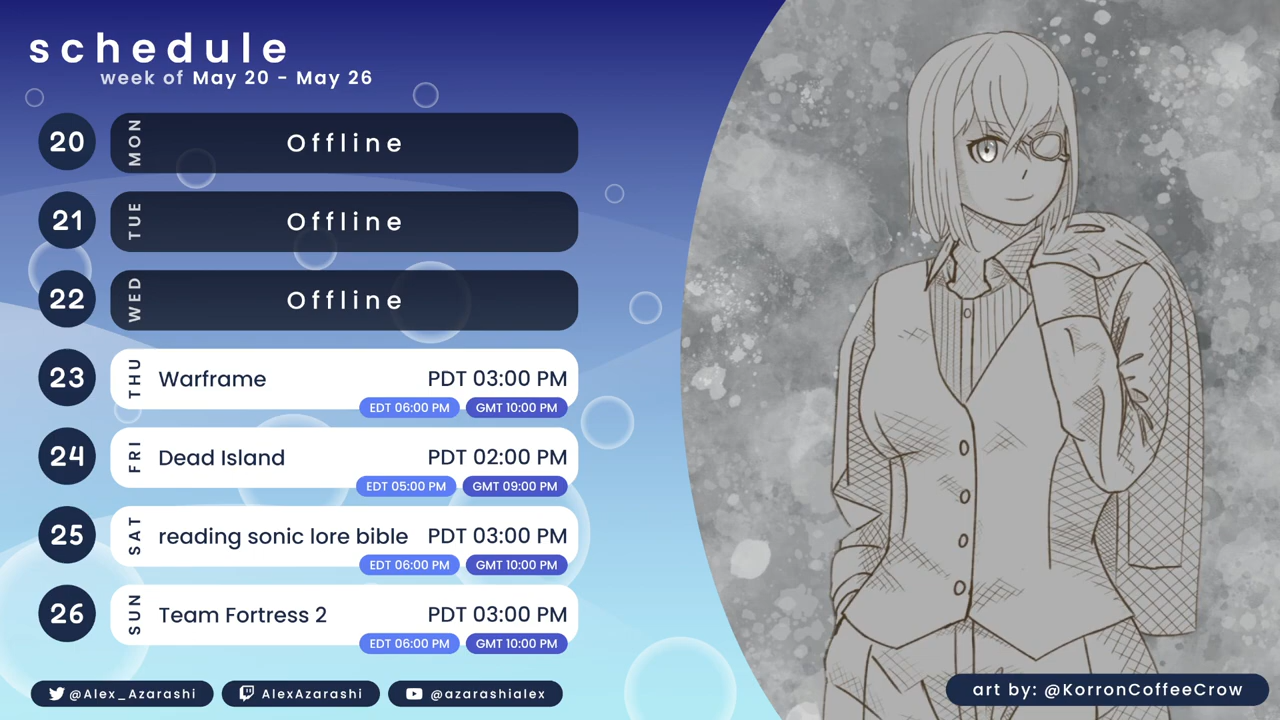 schedule
week of May 20 - May 26
20 MON Offline
21 TUE Offline
22 WED Offline
23 THU Warframe PDT 03:00 PM
EDT 06:00 PM GMT 10:00 PM
24 FRI Dead Island PDT 02:00 PM
EDT 05:00 PM GMT 09:00 PM
25 SAT reading sonic lore bible PDT 03:00 PM
EDT 06:00 PM GMT 10:00 PM
26 SUN Team Fortress 2 PDT 03:00 PM
EDT 06:00 PM GMT 10:00 PM
@Alex_Azarashi AlexAzarashi @azarashialex
art by: @KorronCoffeeCrow